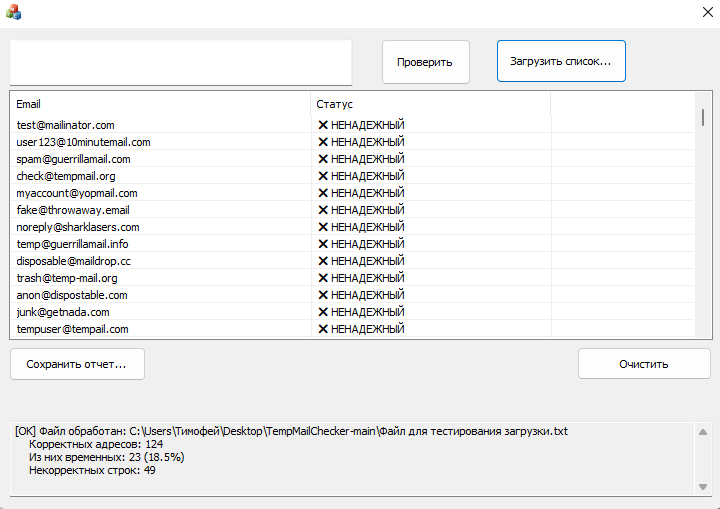 Проверить
Загрузить список...
Email Статус
test@mailinator.com ✕ НЕНАДЕЖНЫЙ
user123@10minutemail.com ✕ НЕНАДЕЖНЫЙ
spam@guerrillamail.com ✕ НЕНАДЕЖНЫЙ
check@tempmail.org ✕ НЕНАДЕЖНЫЙ
myaccount@yopmail.com ✕ НЕНАДЕЖНЫЙ
fake@throwaway.email ✕ НЕНАДЕЖНЫЙ
noreply@sharklasers.com ✕ НЕНАДЕЖНЫЙ
temp@guerrillamail.info ✕ НЕНАДЕЖНЫЙ
disposable@maildrop.cc ✕ НЕНАДЕЖНЫЙ
trash@temp-mail.org ✕ НЕНАДЕЖНЫЙ
anon@dispostable.com ✕ НЕНАДЕЖНЫЙ
junk@getnada.com ✕ НЕНАДЕЖНЫЙ
tempuser@tempail.com ✕ НЕНАДЕЖНЫЙ
Сохранить отчет...
Очистить
[OK] Файл обработан: C:\Users\Тимофей\Desktop\TempMailChecker-main\Файл для тестирования загрузки.txt
Корректных адресов: 124
Из них временных: 23 (18.5%)
Некорректных строк: 49